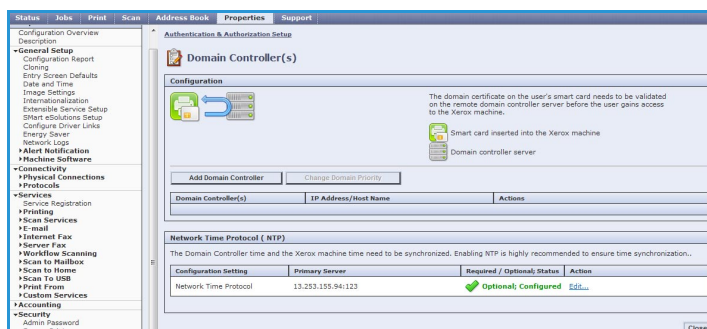 Status Jobs Print Scan Address Book Properties Support
Configuration Overview
Description
General Setup
Configuration Report
Cloning
Entry Screen Defaults
Date and Time
Image Settings
Internationalization
Extensible Service Setup
SMart eSolutions Setup
Configure Driver Links
Energy Saver
Network Logs
Alert Notification
Machine Software
Connectivity
Physical Connections
Protocols
Services
Service Registration
Printing
Scan Services
E-mail
Internet Fax
Server Fax
Workflow Scanning
Scan to Mailbox
Scan to Home
Scan To USB
Print From
Custom Services
Accounting
Security
Admin Password
Authentication & Authorization Setup
Domain Controller(s)
Configuration
The domain certificate on the user's smart card needs to be validated
on the remote domain controller server before the user gains access
to the Xerox machine.
Smart card inserted into the Xerox machine
Domain controller server
Add Domain Controller Change Domain Priority
Domain Controller(s) IP Address/Host Name Actions
Network Time Protocol ( NTP)
The Domain Controller time and the Xerox machine time need to be synchronized. Enabling NTP is highly recommended to ensure time synchronization..
Configuration Setting Primary Server Required / Optional; Status Action
Network Time Protocol 13.253.155.94:123 Optional; Configured Edit...
Close